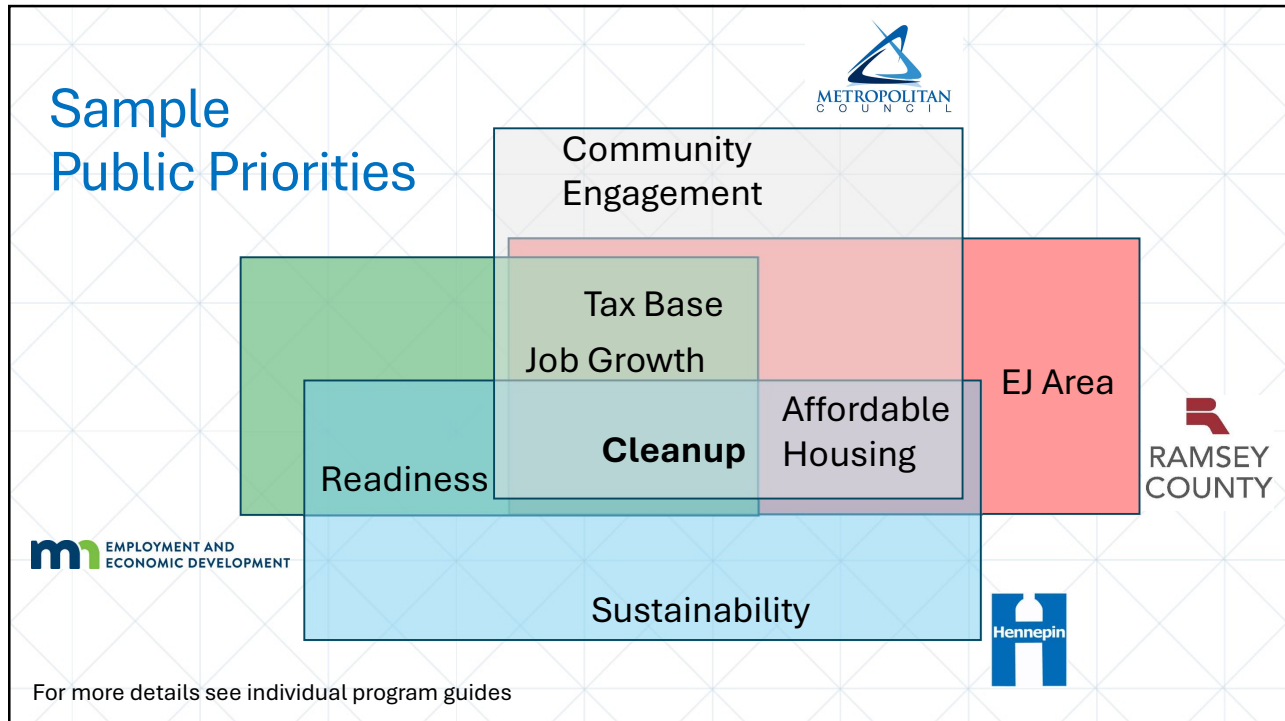 METROPOLITAN
COUNCIL
Sample
Public Priorities
Community
Engagement
Tax Base
Job Growth
EJ Area
Affordable
Housing
Cleanup
Readiness
RAMSEY
COUNTY
mn EMPLOYMENT AND
ECONOMIC DEVELOPMENT
Sustainability
Hennepin
For more details see individual program guides